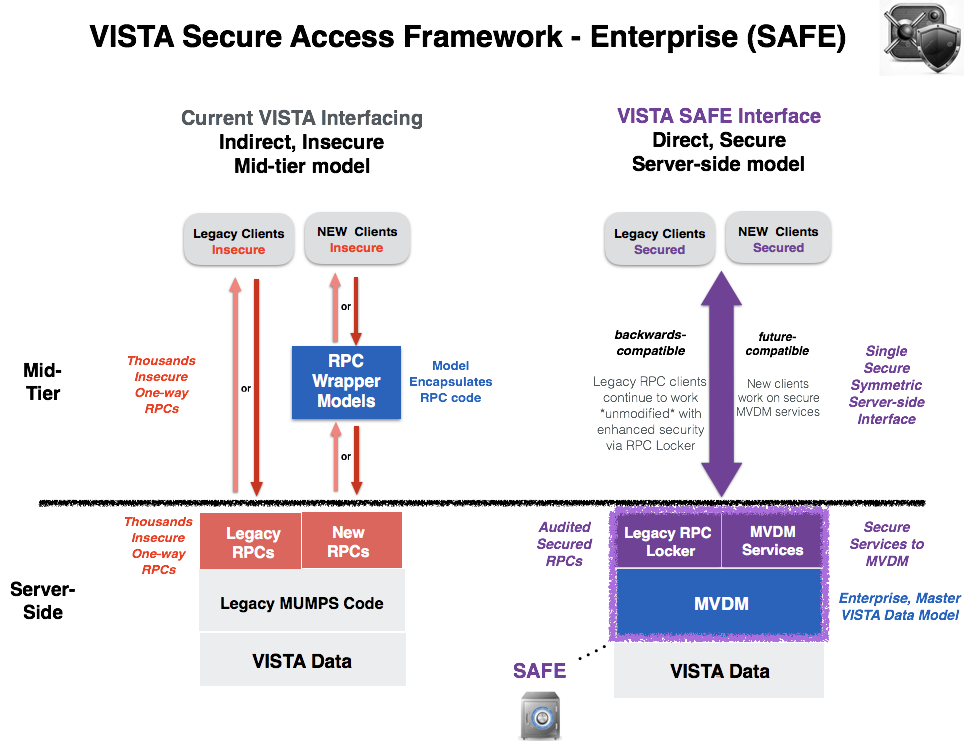 VISTA Secure Access Framework - Enterprise (SAFE)
Current VISTA Interfacing
Indirect, Insecure
Mid-tier model
VISTA SAFE Interface
Direct, Secure
Server-side model
Legacy Clients
Insecure
NEW Clients
Insecure
Legacy Clients
Secured
NEW Clients
Secured
or
or
or
Mid-
Tier
Thousands
Insecure
One-way
RPCs
RPC
Wrapper
Models
Model
Encapsulates
RPC code
backwards-
compatible
Legacy RPC clients
continue to work
*unmodified* with
enhanced security
via RPC Locker
future-
compatible
New clients
work on secure
MVDM services
Single
Secure
Symmetric
Server-side
Interface
Server-
Side
Thousands
Insecure
One-way
RPCs
Legacy
RPCs
New
RPCs
Legacy MUMPS Code
VISTA Data
Audited
Secured
RPCs
Legacy RPC
Locker
MVDM
Services
MVDM
VISTA Data
Secure
Services to
MVDM
Enterprise, Master
VISTA Data Model
SAFE